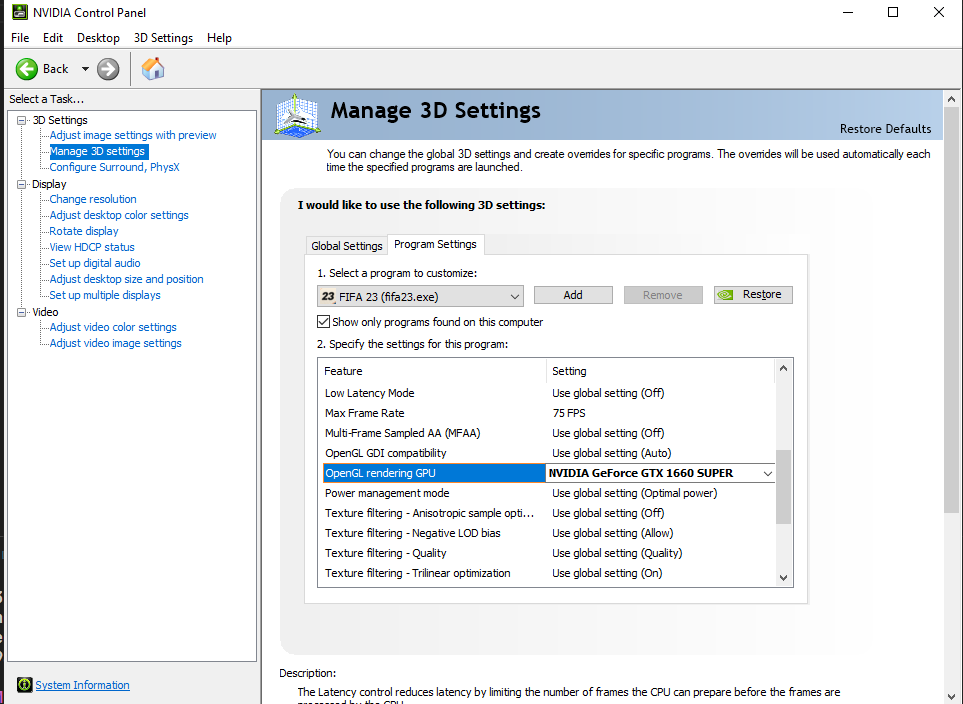 NVIDIA Control Panel
File Edit Desktop 3D Settings Help
Back
Select a Task...
3D Settings
Adjust image settings with preview
Manage 3D settings
Configure Surround, PhysX
Display
Change resolution
Adjust desktop color settings
Rotate display
View HDCP status
Set up digital audio
Adjust desktop size and position
Set up multiple displays
Video
Adjust video color settings
Adjust video image settings
System Information
Manage 3D Settings
Restore Defaults
You can change the global 3D settings and create overrides for specific programs. The overrides will be used automatically each
time the specified programs are launched.
I would like to use the following 3D settings:
Global Settings Program Settings
1. Select a program to customize:
23 FIFA 23 (fifa23.exe) Add Remove Restore
Show only programs found on this computer
2. Specify the settings for this program:
Feature Setting
Low Latency Mode Use global setting (Off)
Max Frame Rate 75 FPS
Multi-Frame Sampled AA (MFAA) Use global setting (Off)
OpenGL GDI compatibility Use global setting (Auto)
OpenGL rendering GPU NVIDIA GeForce GTX 1660 SUPER
Power management mode Use global setting (Optimal power)
Texture filtering - Anisotropic sample opti... Use global setting (Off)
Texture filtering - Negative LOD bias Use global setting (Allow)
Texture filtering - Quality Use global setting (Quality)
Texture filtering - Trilinear optimization Use global setting (On)
Description:
The Latency control reduces latency by limiting the number of frames the CPU can prepare before the frames are
processed by the CPU.